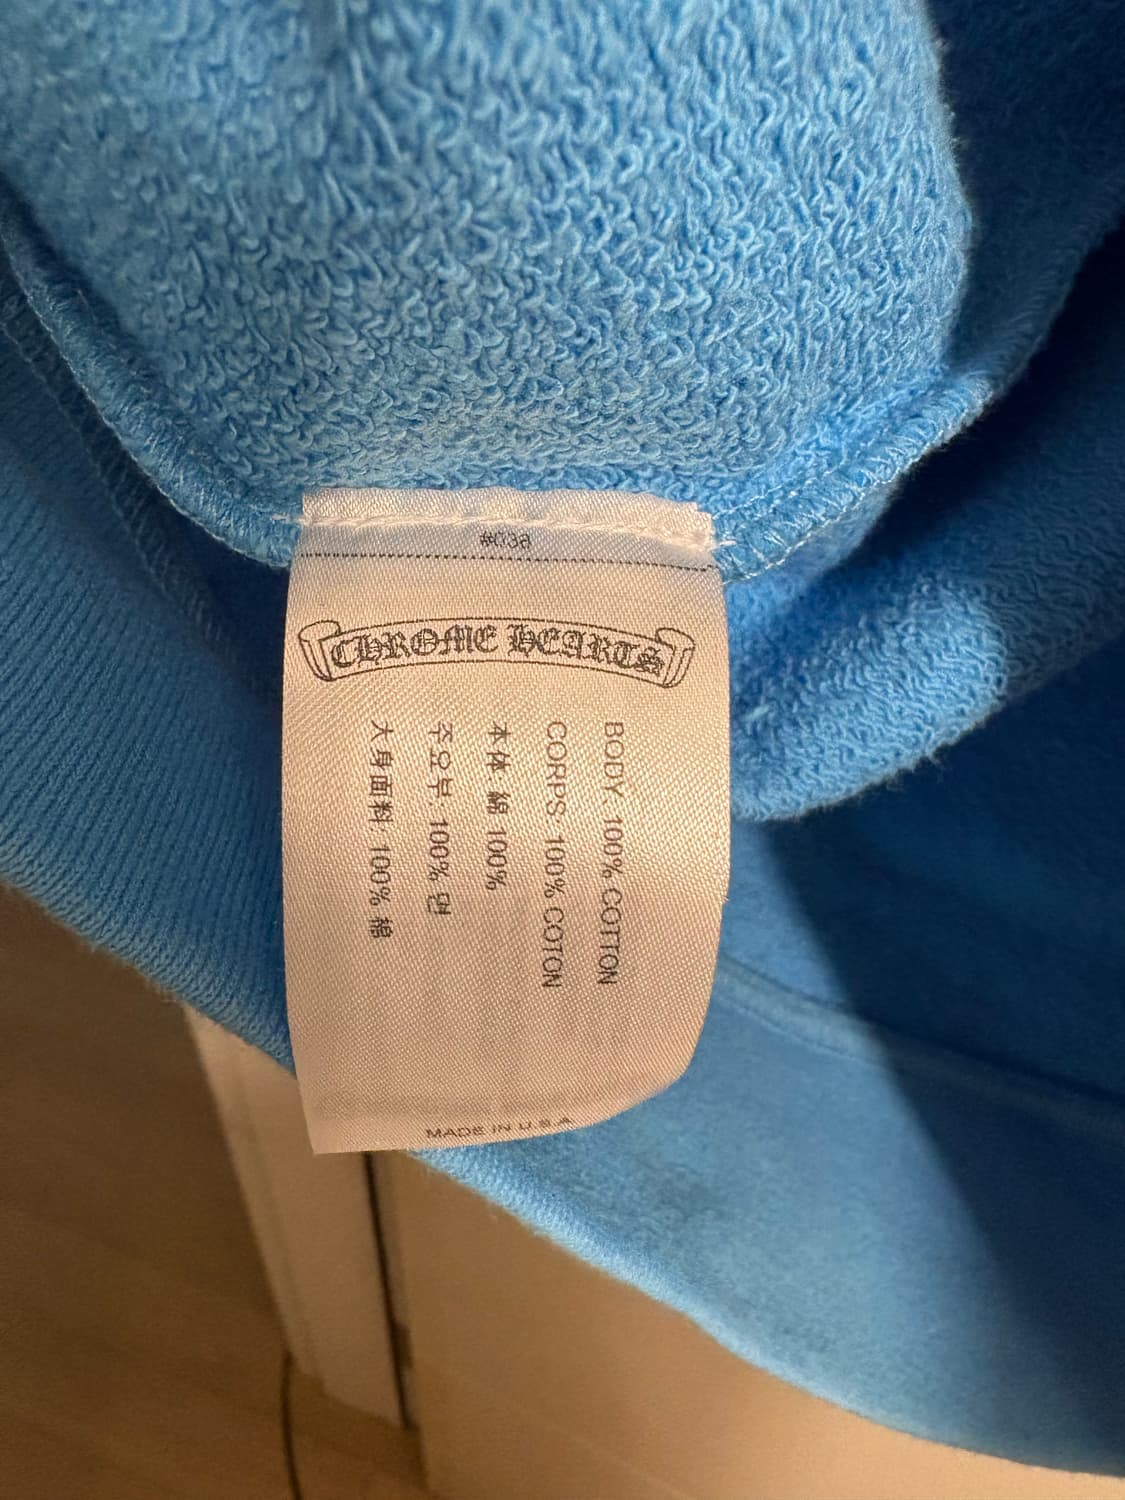 #038
CHROME HEARTS
BODY: 100% COTTON
CORPS: 100% COTON
本体 綿 100%
주요부: 100% 면
大身面料: 100% 棉
MADE IN U.S.A